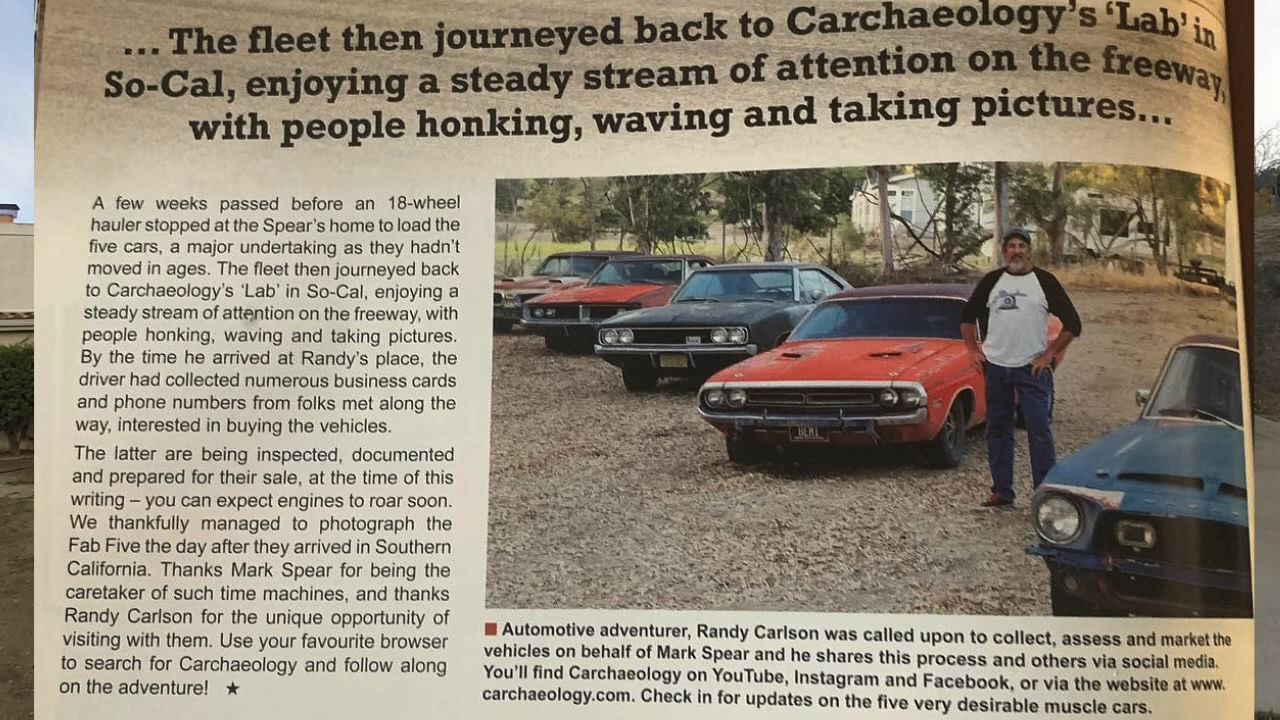 ... The fleet then journeyed back to Carchaeology's 'Lab' in
So-Cal, enjoying a steady stream of attention on the freeway,
with people honking, waving and taking pictures...
A few weeks passed before an 18-wheel
hauler stopped at the Spear's home to load the
five cars, a major undertaking as they hadn't
moved in ages. The fleet then journeyed back
to Carchaeology's 'Lab' in So-Cal, enjoying a
steady stream of attention on the freeway, with
people honking, waving and taking pictures.
By the time he arrived at Randy's place, the
driver had collected numerous business cards
and phone numbers from folks met along the
way, interested in buying the vehicles.
The latter are being inspected, documented
and prepared for their sale, at the time of this
writing – you can expect engines to roar soon.
We thankfully managed to photograph the
Fab Five the day after they arrived in Southern
California. Thanks Mark Spear for being the
caretaker of such time machines, and thanks
Randy Carlson for the unique opportunity of
visiting with them. Use your favourite browser
to search for Carchaeology and follow along
on the adventure! ★
HEMI
■ Automotive adventurer, Randy Carlson was called upon to collect, assess and market the
vehicles on behalf of Mark Spear and he shares this process and others via social media.
You'll find Carchaeology on YouTube, Instagram and Facebook, or via the website at www.
carchaeology.com. Check in for updates on the five very desirable muscle cars.